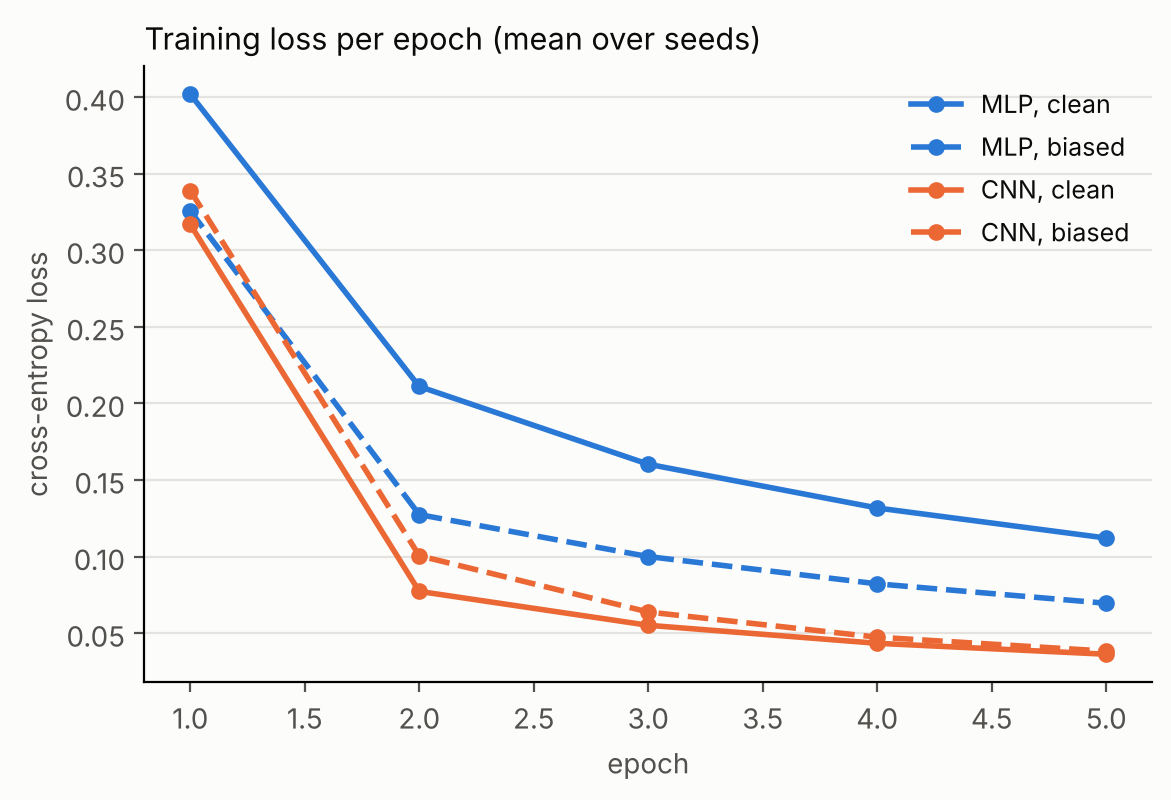 Training loss per epoch (mean over seeds)
0.40
0.35
0.30
0.25
0.20
0.15
0.10
0.05
cross-entropy loss
MLP, clean
MLP, biased
CNN, clean
CNN, biased
1.0 1.5 2.0 2.5 3.0 3.5 4.0 4.5 5.0
epoch